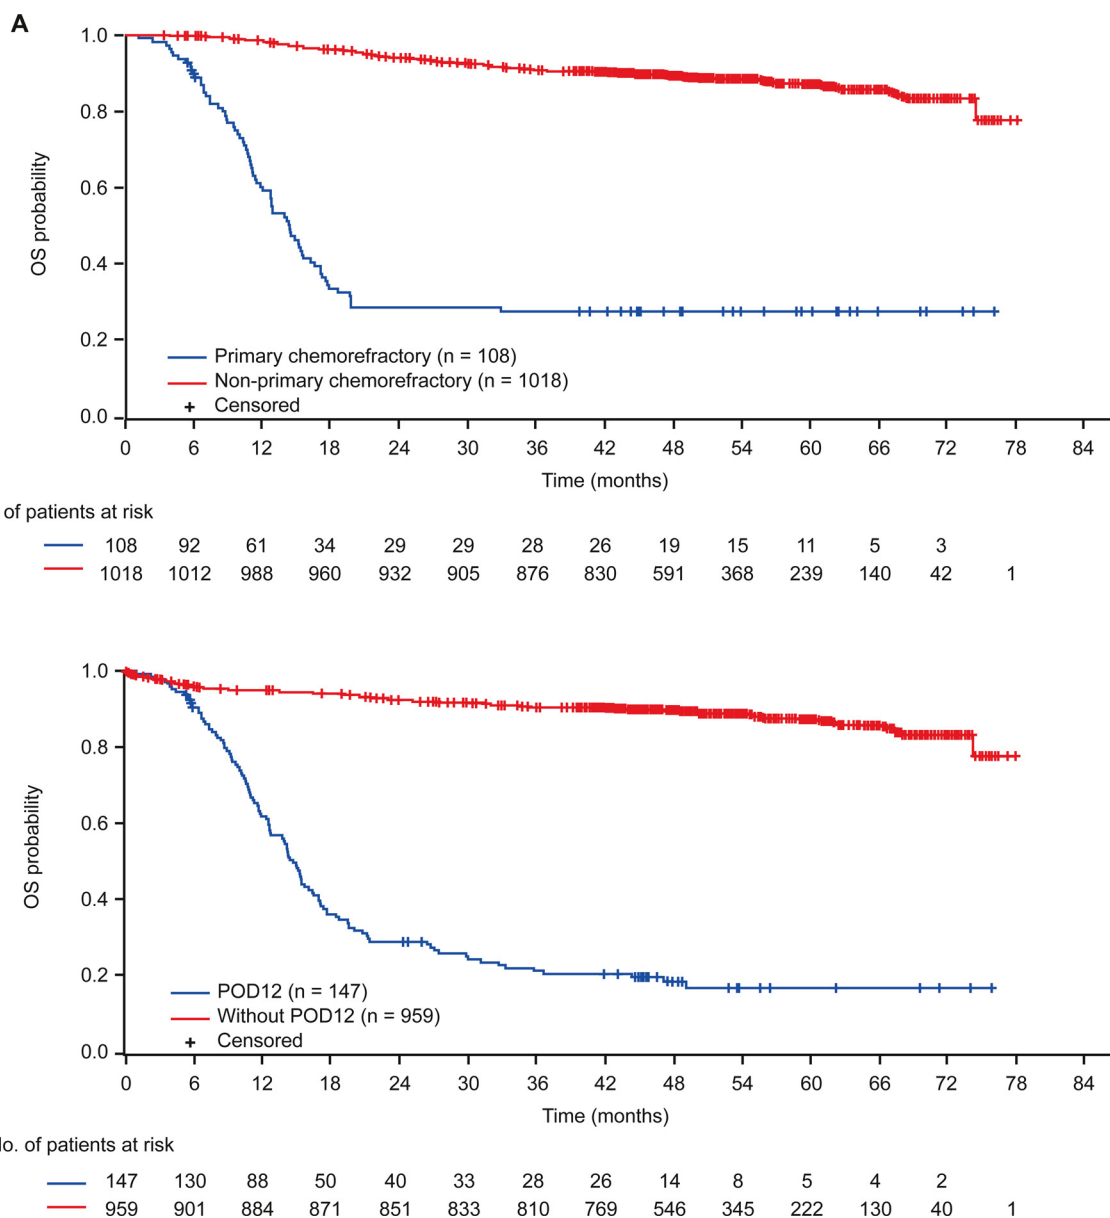 A
1.0
0.8
0.6
0.4
0.2
0.0
OS probability
Primary chemorefractory (n = 108)
Non-primary chemorefractory (n = 1018)
+ Censored
0 6 12 18 24 30 36 42 48 54 60 66 72 78 84
Time (months)
of patients at risk
108 92 61 34 29 29 28 26 19 15 11 5 3
1018 1012 988 960 932 905 876 830 591 368 239 140 42 1
1.0
0.8
0.6
0.4
0.2
0.0
OS probability
POD12 (n = 147)
Without POD12 (n = 959)
+ Censored
0 6 12 18 24 30 36 42 48 54 60 66 72 78 84
Time (months)
lo. of patients at risk
147 130 88 50 40 33 28 26 14 8 5 4 2
959 901 884 871 851 833 810 769 546 345 222 130 40 1